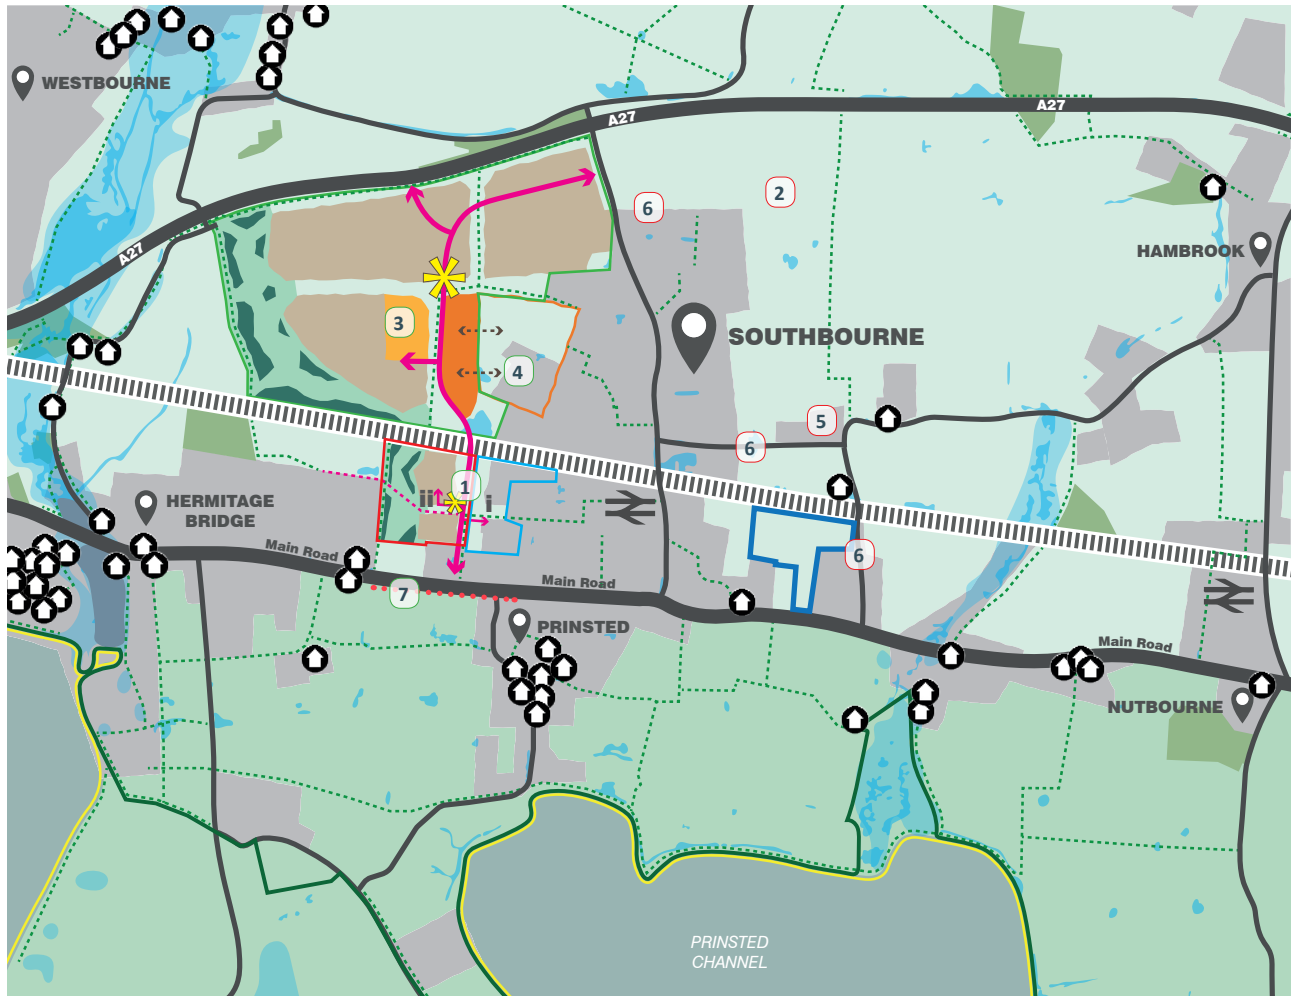 WESTBOURNE
A27
A27
A27
6
2
HAMBROOK
3
SOUTHBOURNE
4
5
6
1
ii
i
HERMITAGE
BRIDGE
Main Road
6
Main Road
7
PRINSTED
Main Road
NUTBOURNE
PRINSTED
CHANNEL